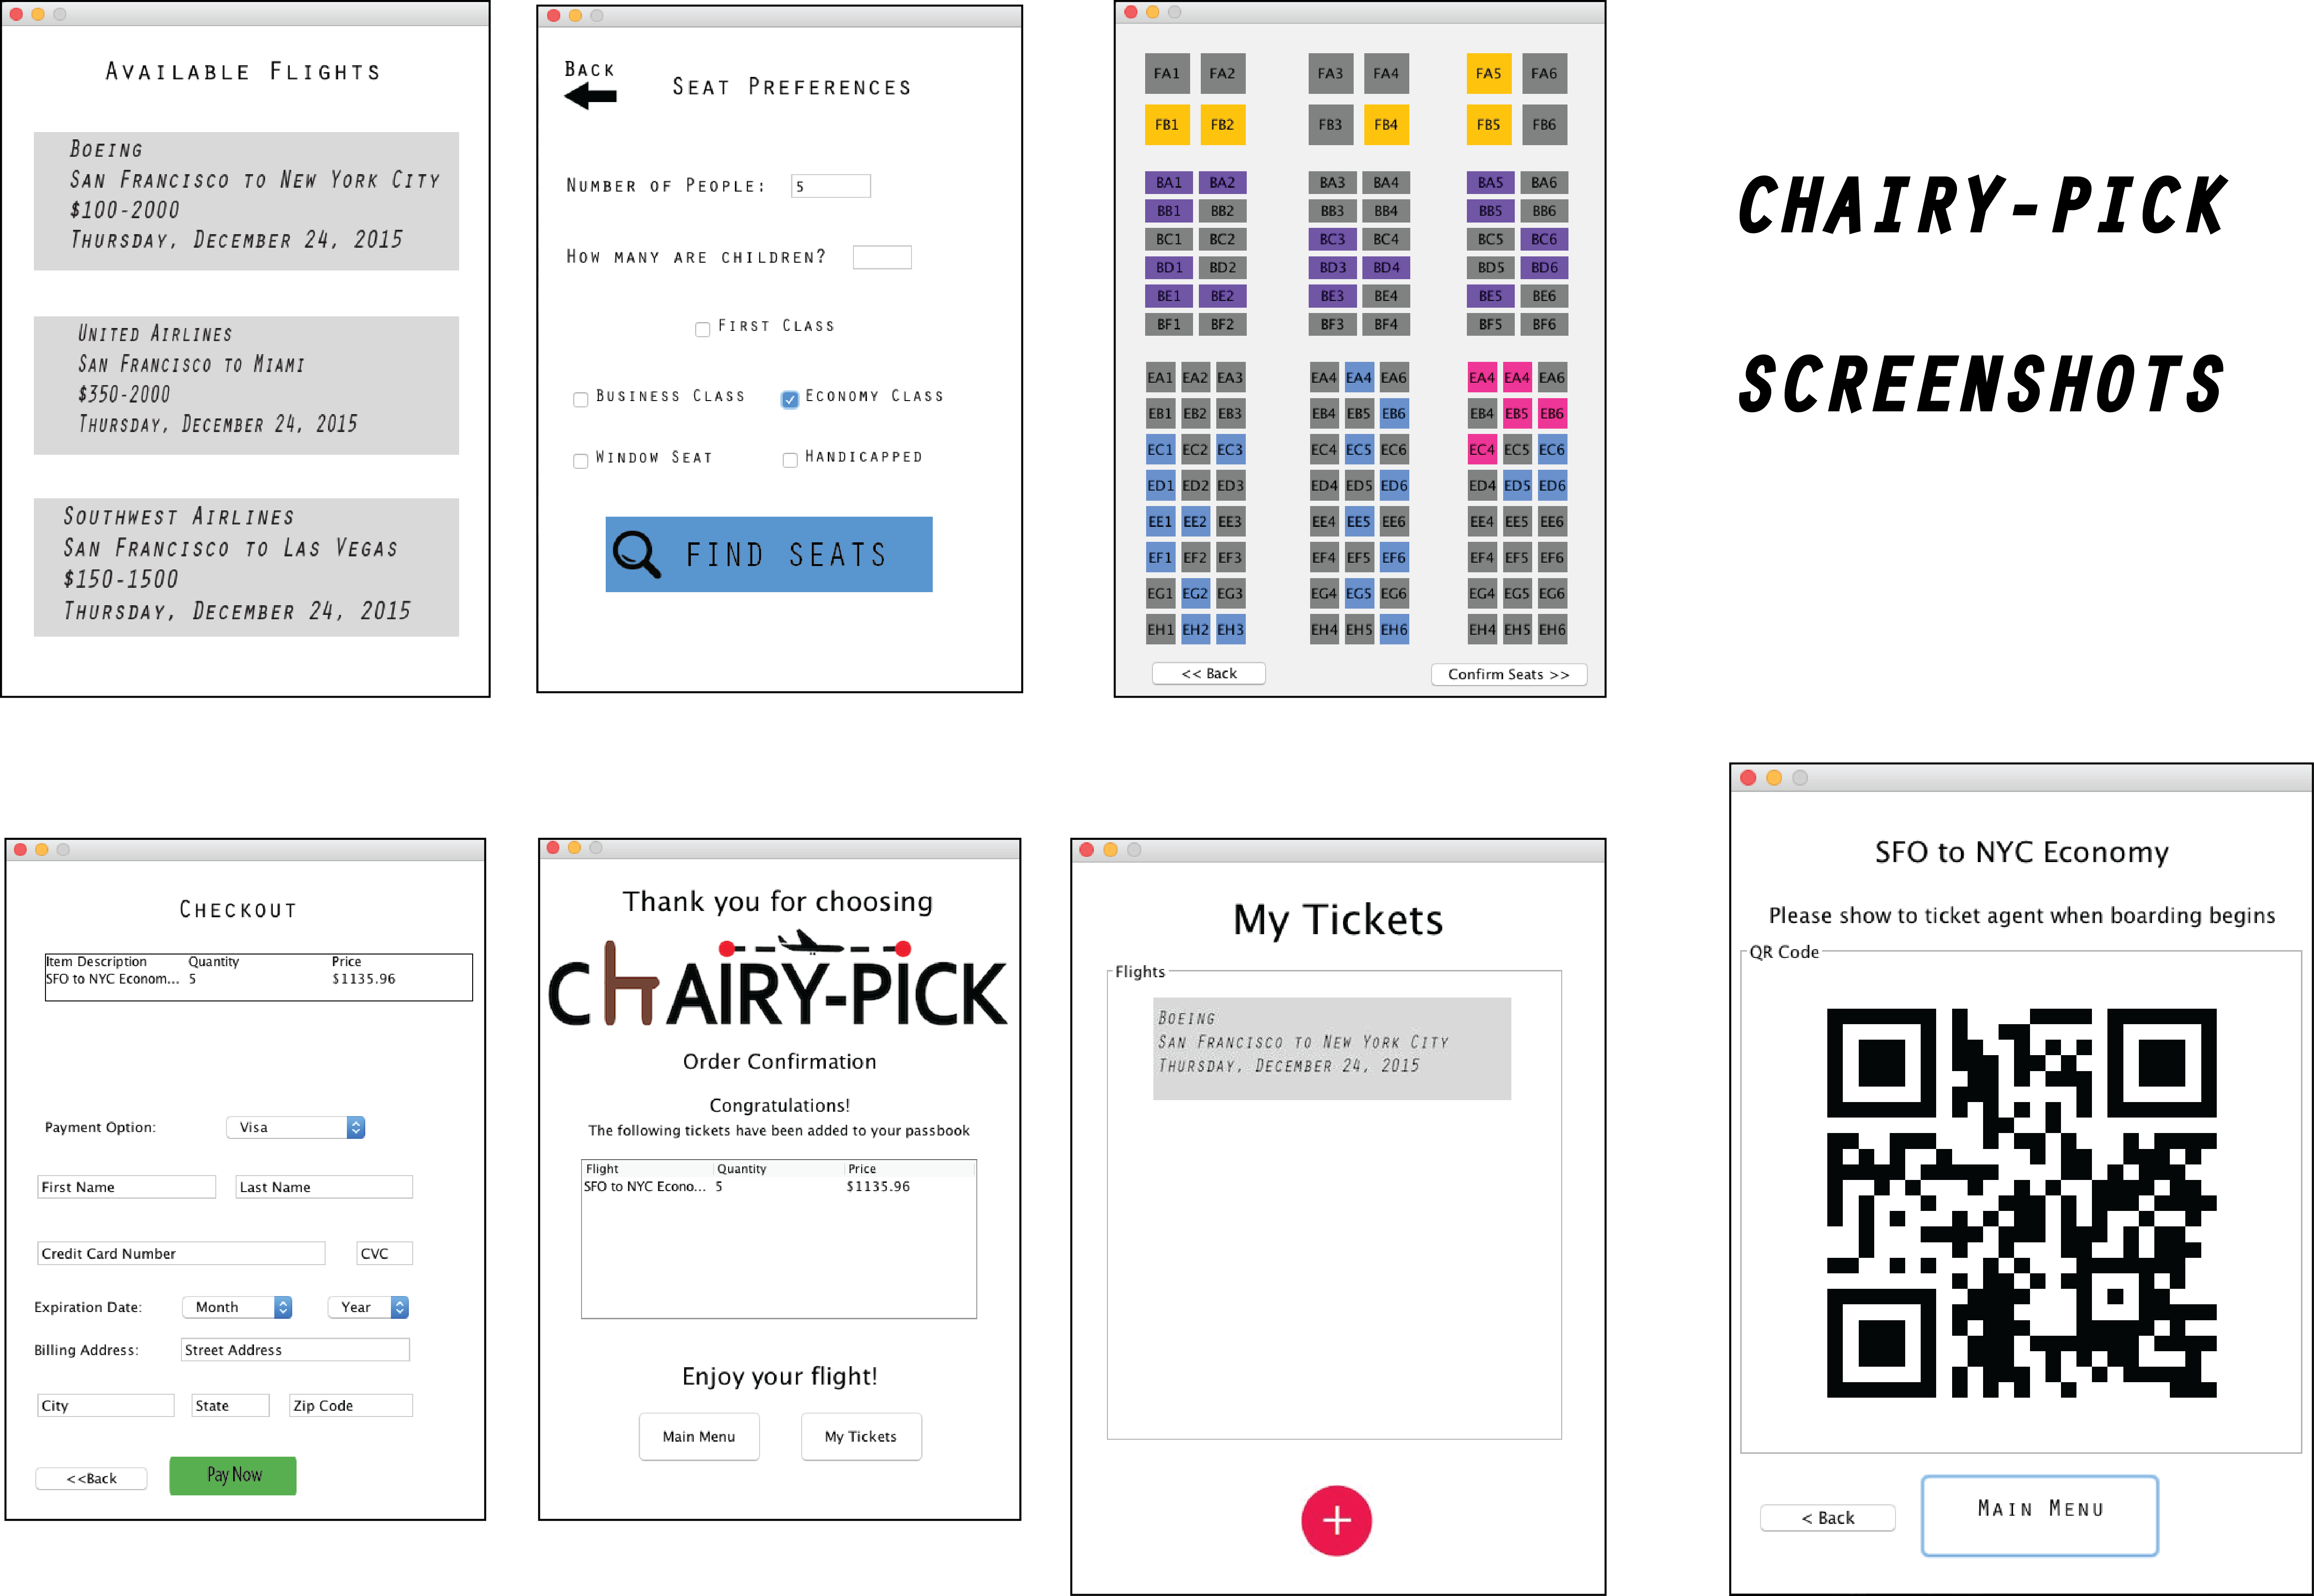 Available Flights
Boeing
San Francisco to New York City
$100-2000
Thursday, December 24, 2015
United Airlines
San Francisco to Miami
$350-2000
Thursday, December 24, 2015
Southwest Airlines
San Francisco to Las Vegas
$150-1500
Thursday, December 24, 2015
Back
Seat Preferences
Number of People: 5
How many are children?
First Class
Business Class Economy Class
Window Seat Handicapped
FIND SEATS
FA1 FA2 FA3 FA4 FA5 FA6
FB1 FB2 FB3 FB4 FB5 FB6
BA1 BA2 BA3 BA4 BA5 BA6
BB1 BB2 BB3 BB4 BB5 BB6
BC1 BC2 BC3 BC4 BC5 BC6
BD1 BD2 BD3 BD4 BD5 BD6
BE1 BE2 BE3 BE4 BE5 BE6
BF1 BF2 BF3 BF4 BF5 BF6
EA1 EA2 EA3 EA4 EA4 EA6 EA4 EA4 EA6
EB1 EB2 EB3 EB4 EB5 EB6 EB4 EB5 EB6
EC1 EC2 EC3 EC4 EC5 EC6 EC4 EC5 EC6
ED1 ED2 ED3 ED4 ED5 ED6 ED4 ED5 ED6
EE1 EE2 EE3 EE4 EE5 EE6 EE4 EE5 EE6
EF1 EF2 EF3 EF4 EF5 EF6 EF4 EF5 EF6
EG1 EG2 EG3 EG4 EG5 EG6 EG4 EG5 EG6
EH1 EH2 EH3 EH4 EH5 EH6 EH4 EH5 EH6
<< Back Confirm Seats >>
CHAIRY-PICK
SCREENSHOTS
Checkout
Item Description Quantity Price
SFO to NYC Econom... 5 $1135.96
Payment Option: Visa
First Name Last Name
Credit Card Number CVC
Expiration Date: Month Year
Billing Address: Street Address
City State Zip Code
<<Back Pay Now
Thank you for choosing
ChAIRY-PICK
Order Confirmation
Congratulations!
The following tickets have been added to your passbook
Flight Quantity Price
SFO to NYC Econo... 5 $1135.96
Enjoy your flight!
Main Menu My Tickets
My Tickets
Flights
Boeing
San Francisco to New York City
Thursday, December 24, 2015
+
SFO to NYC Economy
Please show to ticket agent when boarding begins
QR Code
< Back Main Menu